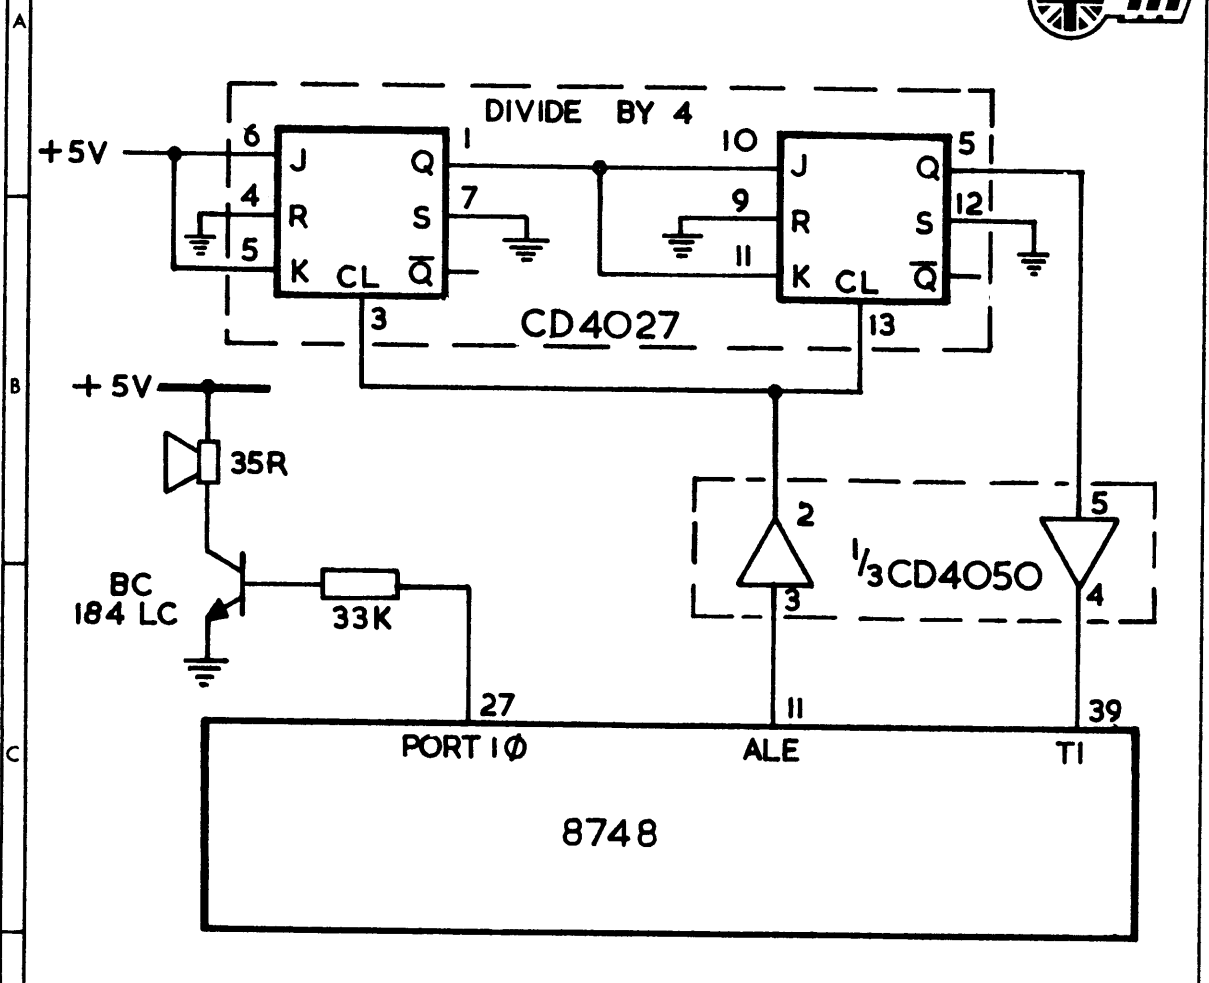 A
DIVIDE BY 4
+5V
6
J
Q
1
10
J
Q
5
4
R
S
7
9
R
S
12
5
K
CL
Q̅
11
K
CL
Q̅
3
CD4027
13
B
+5V
35R
2
5
1/3CD4050
BC
184 LC
33K
3
4
27
11
39
C
PORT 1Ø
ALE
T1
8748